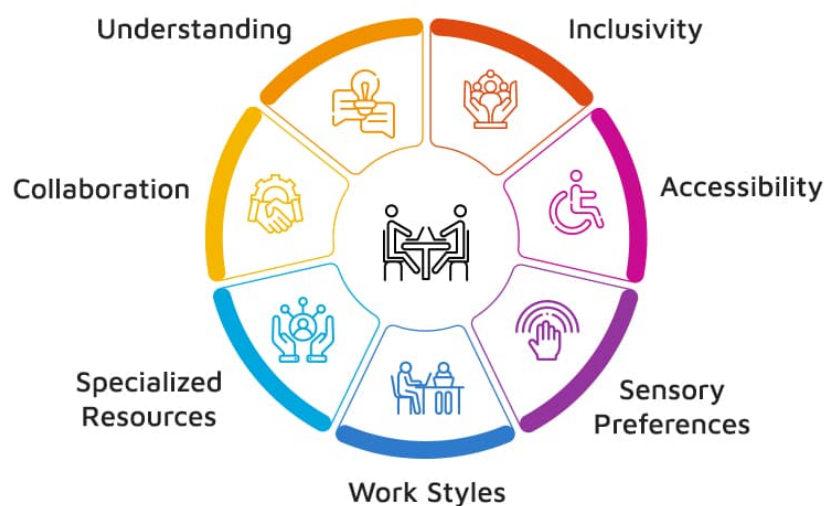 Understanding
Inclusivity
Collaboration
Accessibility
Specialized
Resources
Sensory
Preferences
Work Styles